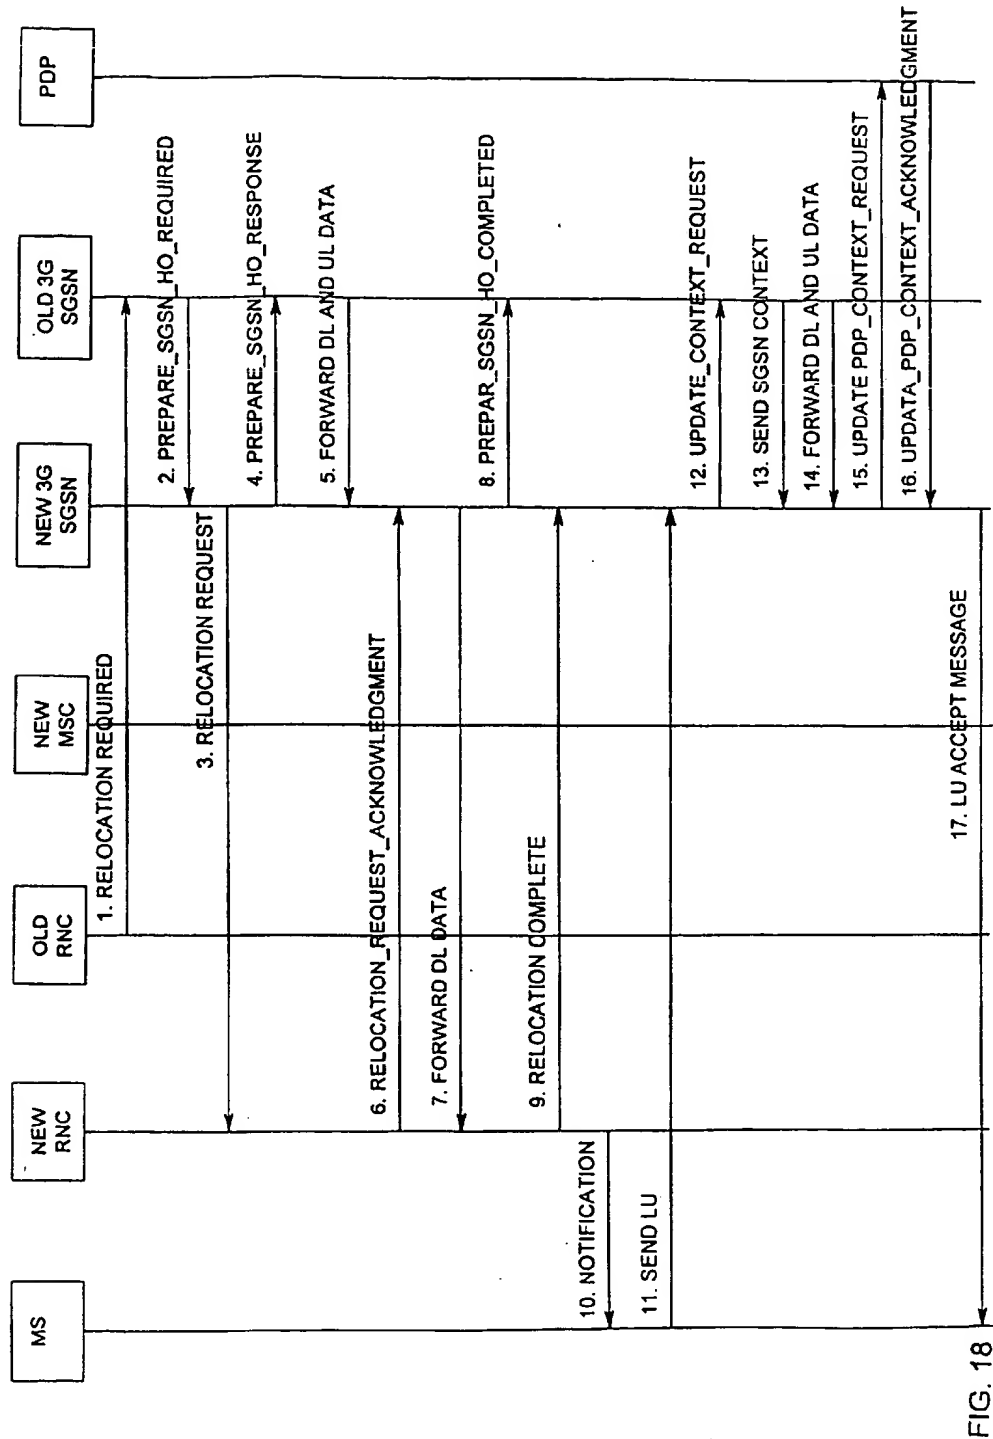 MS
NEW
RNC
OLD
RNC
NEW
MSC
NEW 3G
SGSN
OLD 3G
SGSN
PDP
1. RELOCATION REQUIRED
2. PREPARE_SGSN_HO_REQUIRED
3. RELOCATION REQUEST
4. PREPARE_SGSN_HO_RESPONSE
5. FORWARD DL AND UL DATA
6. RELOCATION_REQUEST_ACKNOWLEDGMENT
7. FORWARD DL DATA
8. PREPAR_SGSN_HO_COMPLETED
9. RELOCATION COMPLETE
10. NOTIFICATION
11. SEND LU
12. UPDATE_CONTEXT_REQUEST
13. SEND SGSN CONTEXT
14. FORWARD DL AND UL DATA
15. UPDATE PDP_CONTEXT_REQUEST
16. UPDATA_PDP_CONTEXT_ACKNOWLEDGMENT
17. LU ACCEPT MESSAGE
FIG. 18